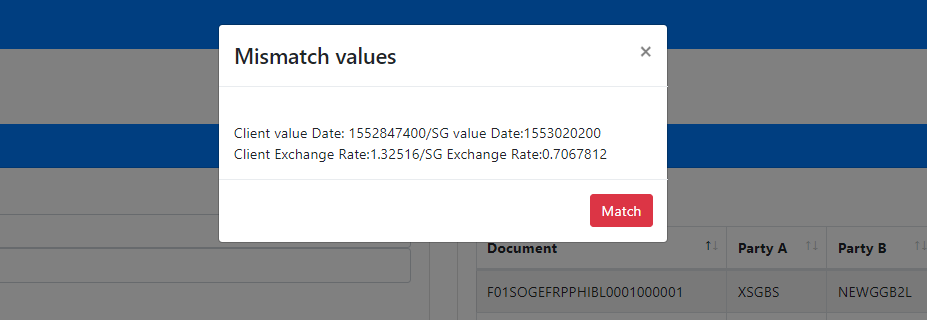 Mismatch values
×
Client value Date: 1552847400/SG value Date:1553020200
Client Exchange Rate:1.32516/SG Exchange Rate:0.7067812
Match
Document ↑↓ Party A ↑↓ Party B ↑↓
F01SOGEFRPPHIBL0001000001 XSGBS NEWGGB2L